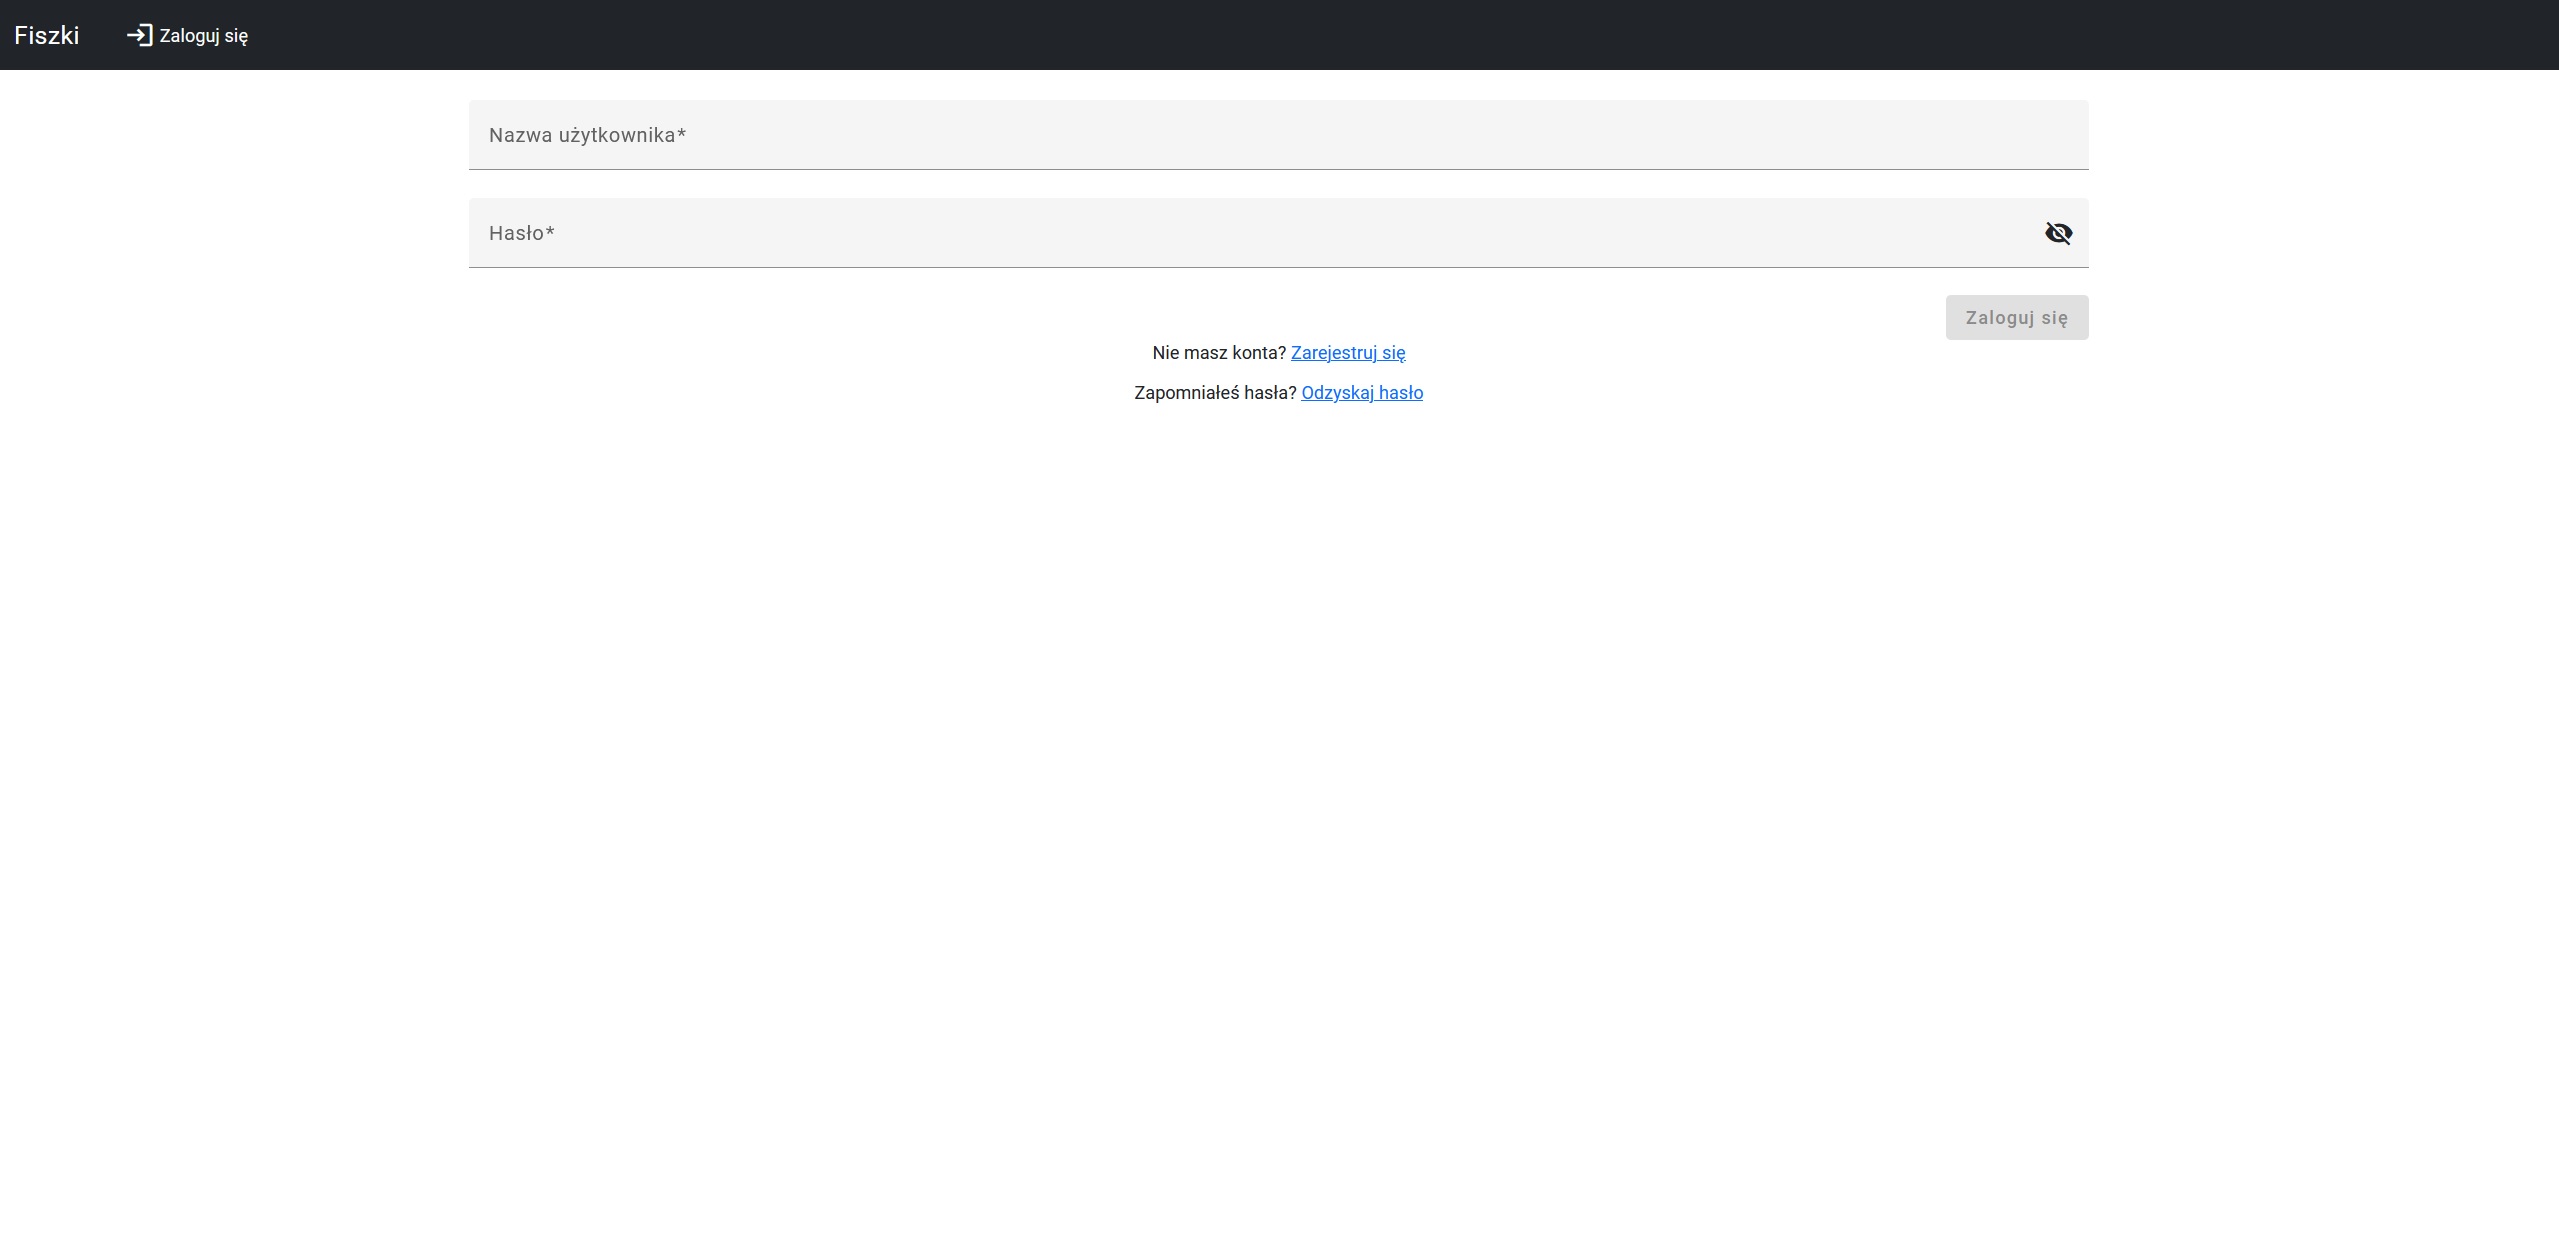 Fiszki
Zaloguj się
Nazwa użytkownika*
Hasło*
Zaloguj się
Nie masz konta? Zarejestruj się
Zapomniałeś hasła? Odzyskaj hasło